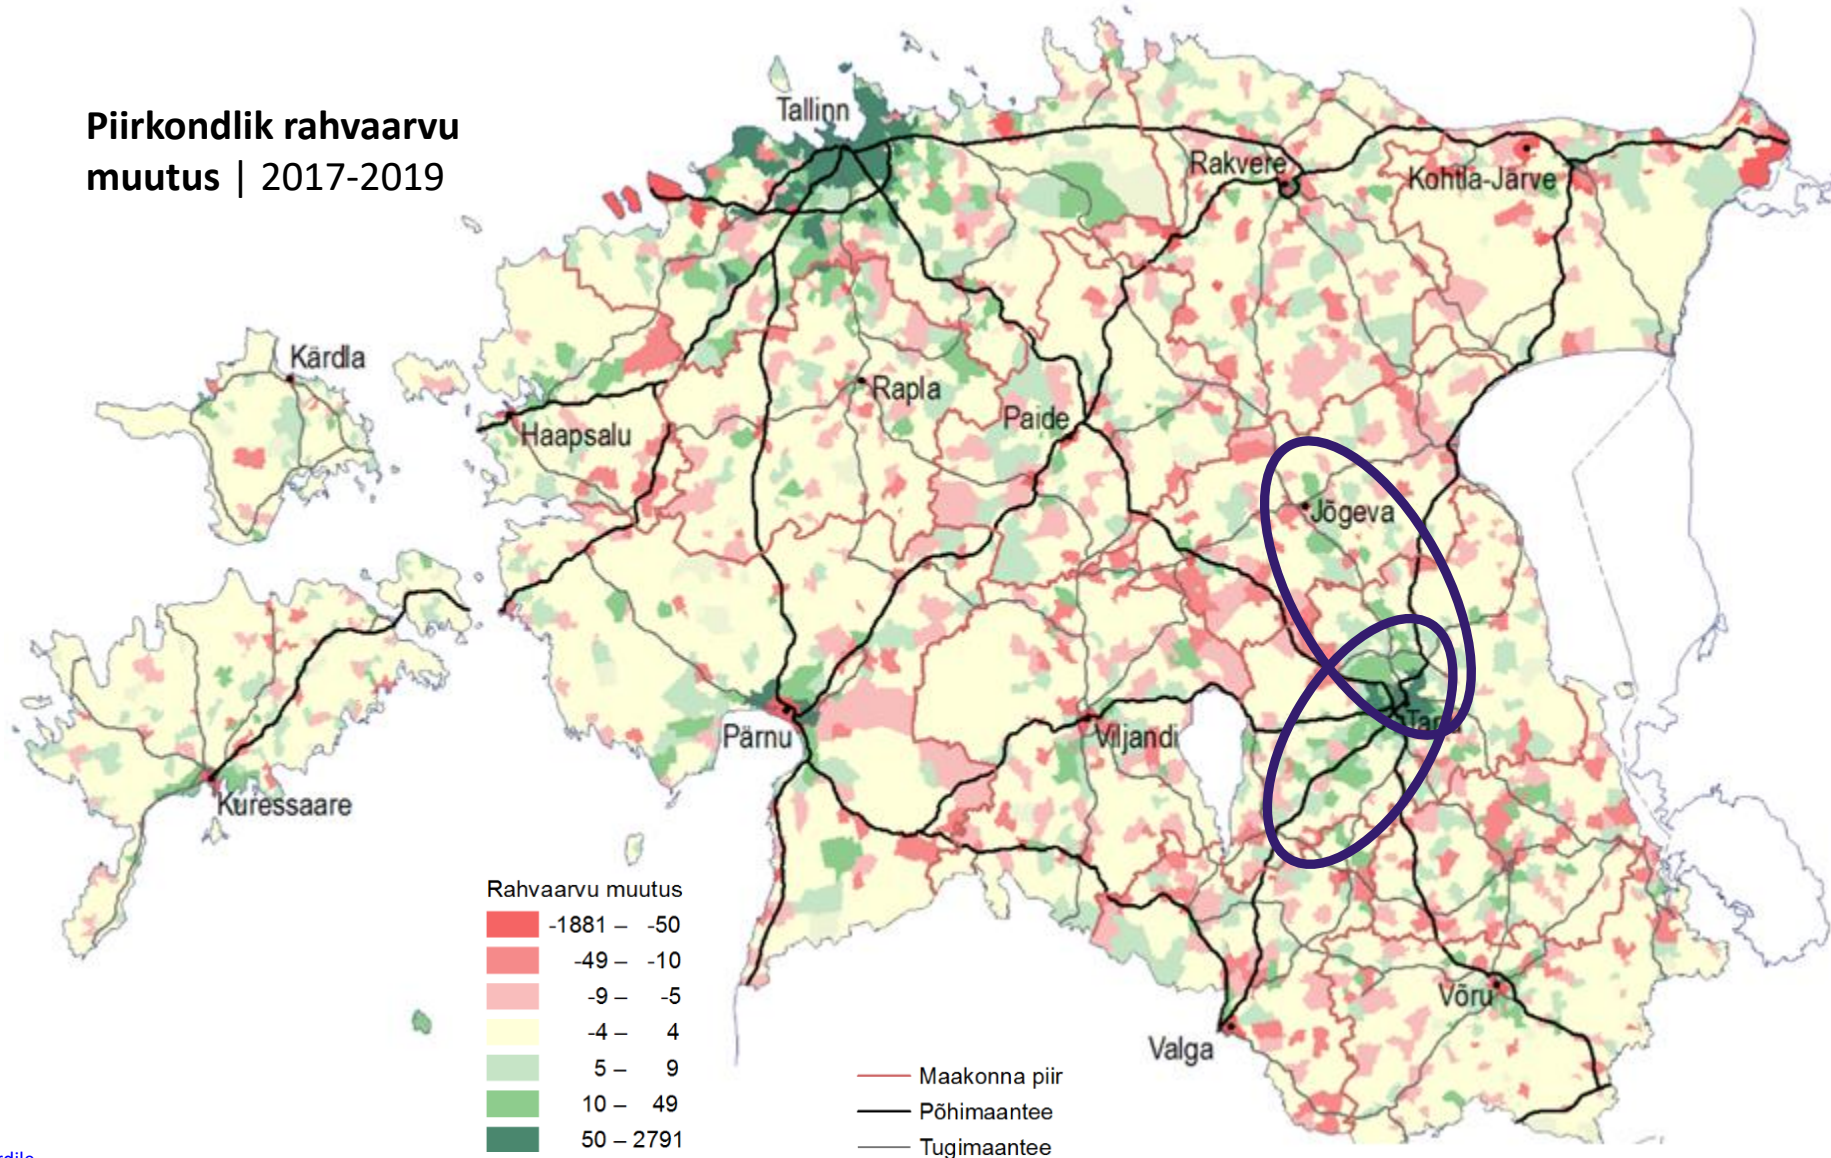 Piirkondlik rahvaarvu
muutus | 2017-2019
Tallinn
Rakvere
Kohtla-Järve
Kärdla
Rapla
Haapsalu
Paide
Jõgeva
Pärnu
Viljandi
Kuressaare
Võru
Valga
Rahvaarvu muutus
-1881 – -50
-49 – -10
-9 – -5
-4 – 4
5 – 9
10 – 49
50 – 2791
Maakonna piir
Põhimaantee
Tugimaantee